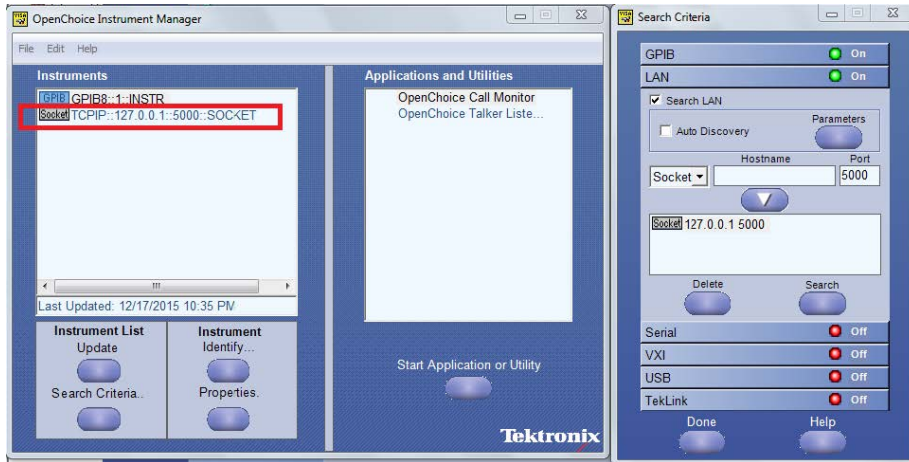 OpenChoice Instrument Manager
File Edit Help
Instruments
GPIB GPIB8::1::INSTR
Socket TCPIP::127.0.0.1::5000::SOCKET
Last Updated: 12/17/2015 10:35 PM
Instrument List
Update
Search Criteria..
Instrument
Identify...
Properties.
Applications and Utilities
OpenChoice Call Monitor
OpenChoice Talker Liste...
Start Application or Utility
Tektronix
Search Criteria
GPIB On
LAN On
Search LAN
Auto Discovery
Parameters
Hostname Port
Socket 5000
Socket 127.0.0.1 5000
Delete Search
Serial Off
VXI Off
USB Off
TekLink Off
Done Help